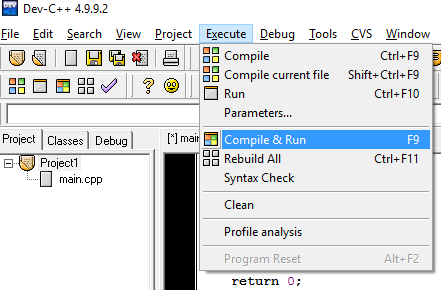 Dev-C++ 4.9.9.2
File Edit Search View Project Execute Debug Tools CVS Window
Compile Ctrl+F9
Compile current file Shift+Ctrl+F9
Run Ctrl+F10
Parameters...
Project Classes Debug [*] main
Compile & Run F9
Project1
Rebuild All Ctrl+F11
main.cpp
Syntax Check
Clean
Profile analysis
Program Reset Alt+F2
return 0;